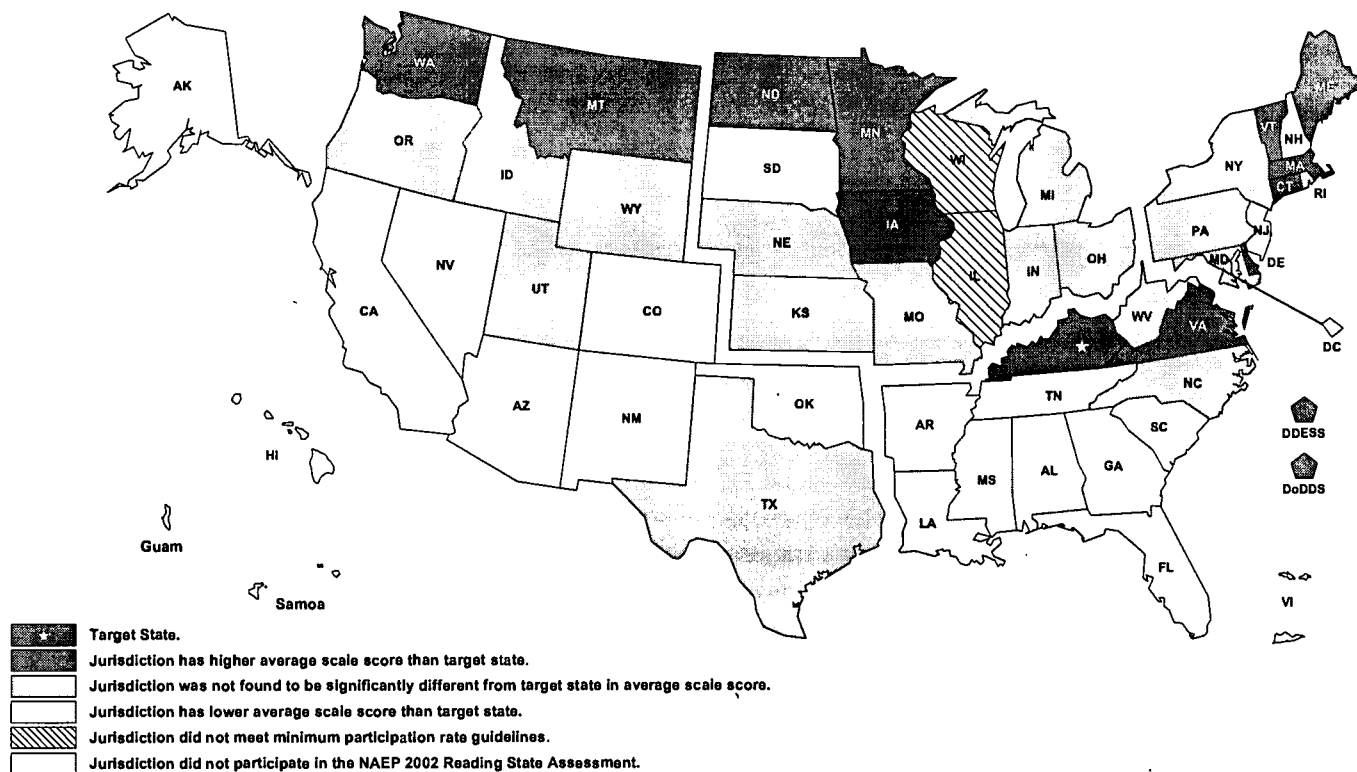 AK
WA
MT
ND
MN
ME
VT
NH
OR
ID
SD
WI
NY
MA
CT
RI
WY
MI
IA
NE
PA
NJ
NV
UT
IL
IN
OH
MD
DE
CA
CO
KS
MO
WV
VA
DC
AZ
NM
OK
TN
NC
AR
SC
DDESS
HI
MS
AL
GA
DoDDS
TX
LA
Guam
FL
Samoa
VI
Target State.
Jurisdiction has higher average scale score than target state.
Jurisdiction was not found to be significantly different from target state in average scale score.
Jurisdiction has lower average scale score than target state.
Jurisdiction did not meet minimum participation rate guidelines.
Jurisdiction did not participate in the NAEP 2002 Reading State Assessment.